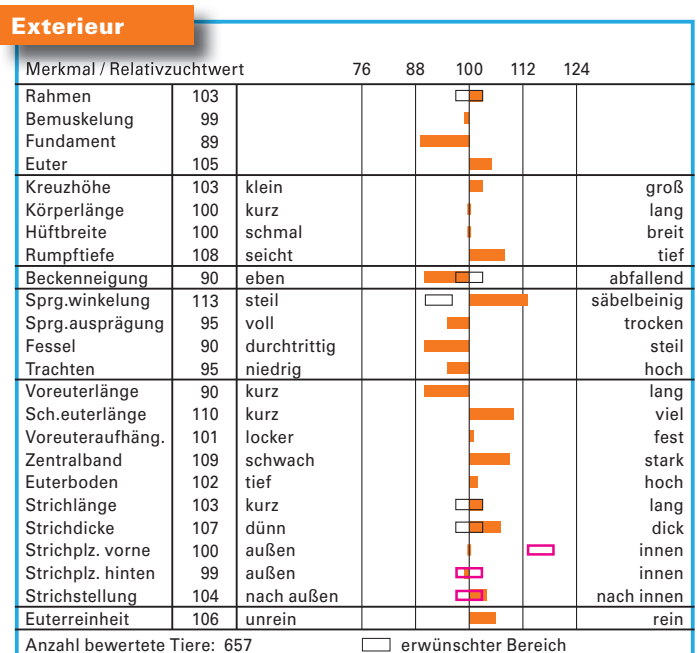 Exterieur
Merkmal / Relativzuchtwert 76 88 100 112 124
Rahmen 103
Bemuskelung 99
Fundament 89
Euter 105
Kreuzhöhe 103 klein groß
Körperlänge 100 kurz lang
Hüftbreite 100 schmal breit
Rumpftiefe 108 seicht tief
Beckenneigung 90 eben abfallend
Sprg.winkelung 113 steil säbelbeinig
Sprg.ausprägung 95 voll trocken
Fessel 90 durchtrittig steil
Trachten 95 niedrig hoch
Voreuterlänge 90 kurz lang
Sch.euterlänge 110 kurz viel
Voreuteraufhäng. 101 locker fest
Zentralband 109 schwach stark
Euterboden 102 tief hoch
Strichlänge 103 kurz lang
Strichdicke 107 dünn dick
Strichplz. vorne 100 außen innen
Strichplz. hinten 99 außen innen
Strichstellung 104 nach außen nach innen
Euterreinheit 106 unrein rein
Anzahl bewertete Tiere: 657 erwünschter Bereich